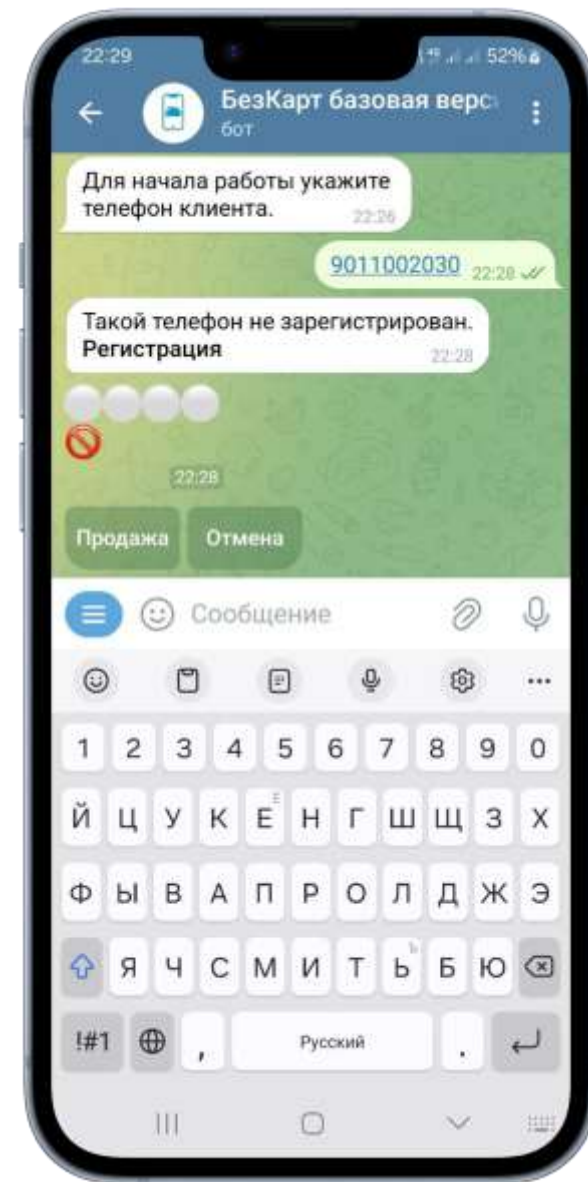 22:29
52%
БезКарт базовая верс
бот
Для начала работы укажите
телефон клиента.
22:26
9011002030 22:28
Такой телефон не зарегистрирован.
Регистрация
22:28
22:28
Продажа Отмена
Сообщение
1 2 3 4 5 6 7 8 9 0
Й Ц У К Е Н Г Ш Щ З Х
Ф Ы В А П Р О Л Д Ж Э
Я Ч С М И Т Ь Б Ю
!#1 , Русский .